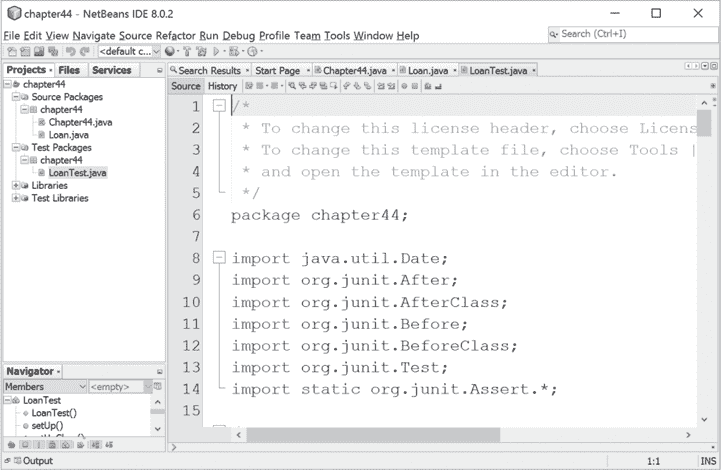 chapter44 - NetBeans IDE 8.0.2
File Edit View Navigate Source Refactor Run Debug Profile Team Tools Window Help
Search (Ctrl+I)
<default c...
Projects Files Services
Search Results Start Page Chapter44.java Loan.java LoanTest.java
Source History
chapter44
Source Packages
chapter44
Chapter44.java
Loan.java
Test Packages
chapter44
LoanTest.java
Libraries
Test Libraries
1 /*
2 * To change this license header, choose Licens
3 * To change this template file, choose Tools |
4 * and open the template in the editor.
5 */
6 package chapter44;
7
8 import java.util.Date;
9 import org.junit.After;
10 import org.junit.AfterClass;
11 import org.junit.Before;
12 import org.junit.BeforeClass;
13 import org.junit.Test;
14 import static org.junit.Assert.*;
15
Navigator
Members <empty>
LoanTest
LoanTest()
setUp()
Output
1:1 INS